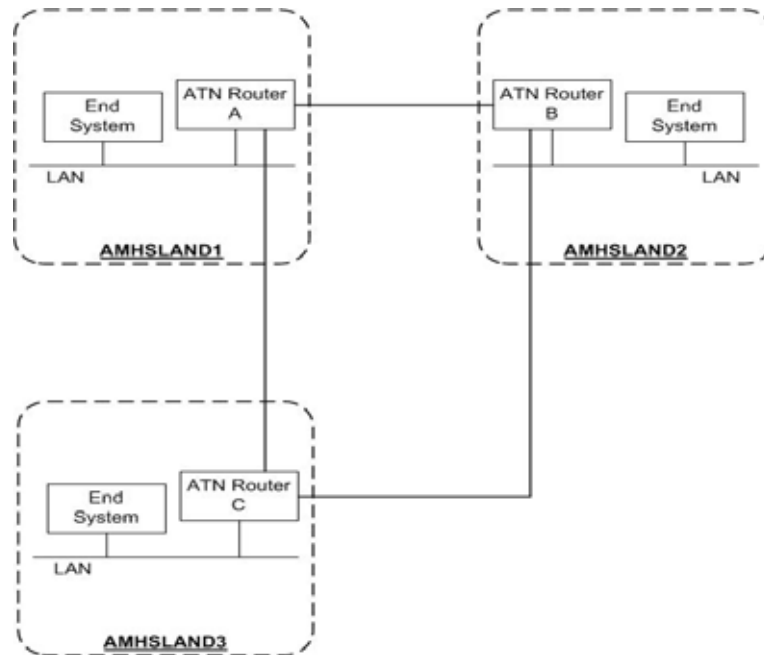 End
System
ATN Router
A
LAN
AMHSLAND1
ATN Router
B
End
System
LAN
AMHSLAND2
End
System
ATN Router
C
LAN
AMHSLAND3